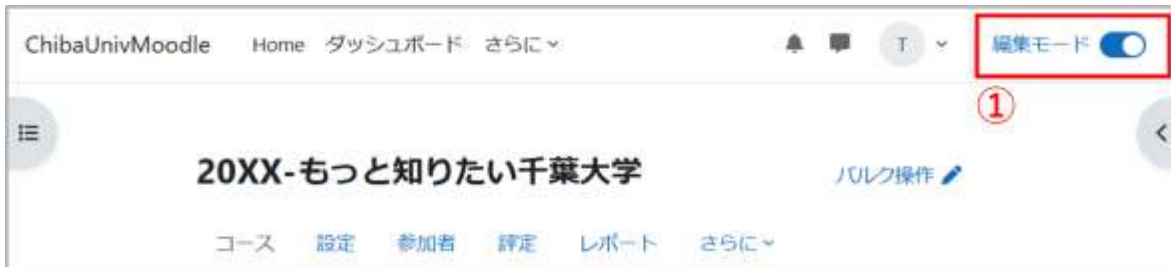 ChibaUnivMoodle Home ダッシュボード さらに T 編集モード
①
20XX-もっと知りたい千葉大学 バルク操作
コース 設定 参加者 評定 レポート さらに